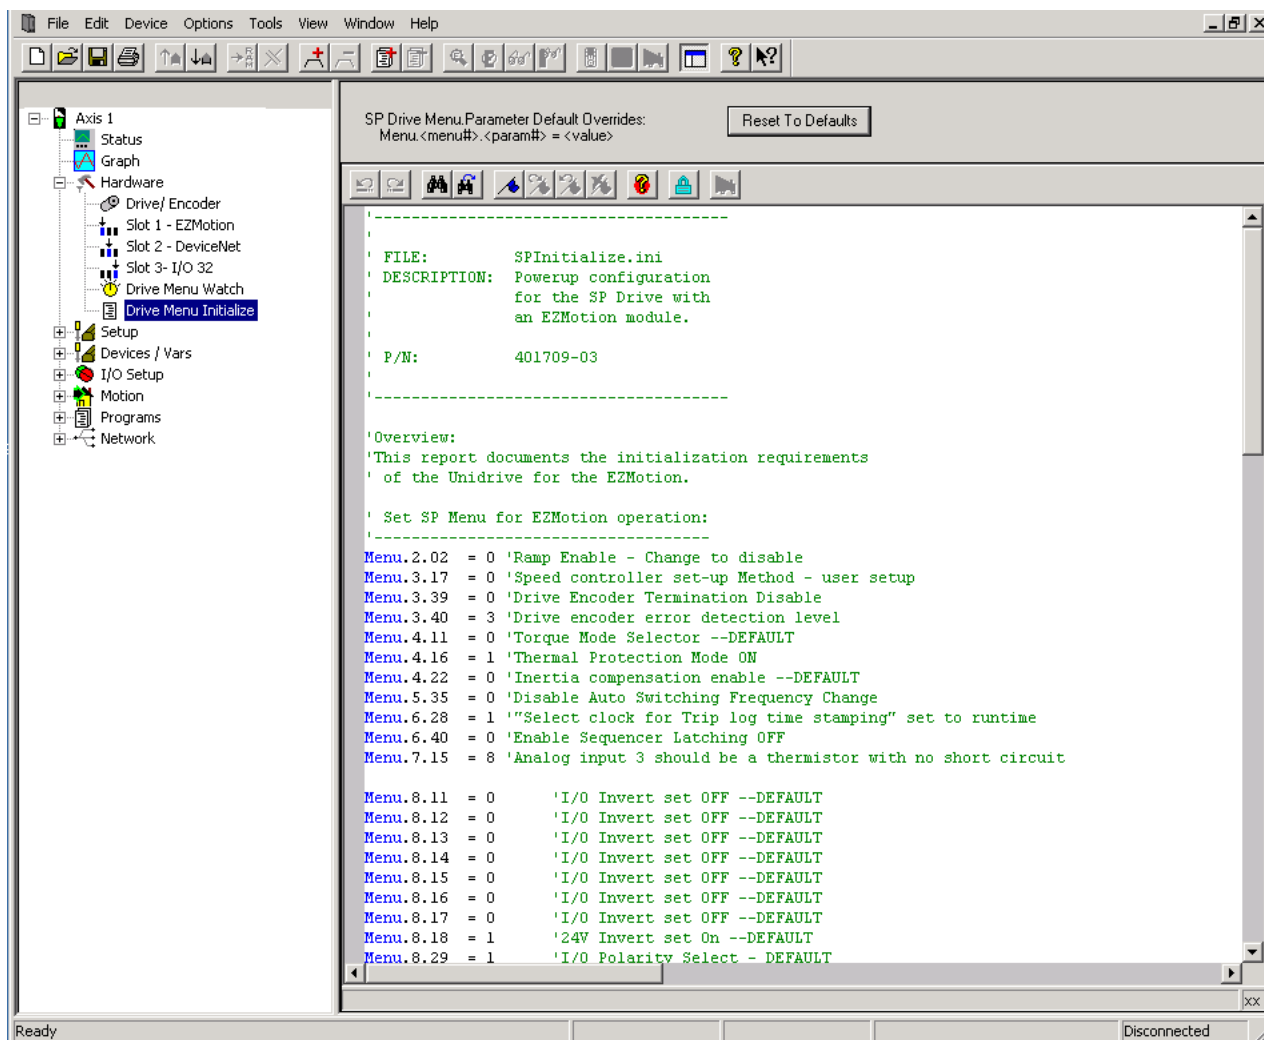 File Edit Device Options Tools View Window Help
Axis 1
Status
Graph
Hardware
Drive/ Encoder
Slot 1 - EZMotion
Slot 2 - DeviceNet
Slot 3- I/O 32
Drive Menu Watch
Drive Menu Initialize
Setup
Devices / Vars
I/O Setup
Motion
Programs
Network
SP Drive Menu.Parameter Default Overrides:
Menu.<menu#>.<param#> = <value>
Reset To Defaults
'--------------------------------------
'
' FILE: SPInitialize.ini
' DESCRIPTION: Powerup configuration
' for the SP Drive with
' an EZMotion module.
'
' P/N: 401709-03
'
'--------------------------------------
'Overview:
'This report documents the initialization requirements
' of the Unidrive for the EZMotion.
' Set SP Menu for EZMotion operation:
'------------------------------------
Menu.2.02 = 0 'Ramp Enable - Change to disable
Menu.3.17 = 0 'Speed controller set-up Method - user setup
Menu.3.39 = 0 'Drive Encoder Termination Disable
Menu.3.40 = 3 'Drive encoder error detection level
Menu.4.11 = 0 'Torque Mode Selector --DEFAULT
Menu.4.16 = 1 'Thermal Protection Mode ON
Menu.4.22 = 0 'Inertia compensation enable --DEFAULT
Menu.5.35 = 0 'Disable Auto Switching Frequency Change
Menu.6.28 = 1 '"Select clock for Trip log time stamping" set to runtime
Menu.6.40 = 0 'Enable Sequencer Latching OFF
Menu.7.15 = 8 'Analog input 3 should be a thermistor with no short circuit
Menu.8.11 = 0 'I/O Invert set OFF --DEFAULT
Menu.8.12 = 0 'I/O Invert set OFF --DEFAULT
Menu.8.13 = 0 'I/O Invert set OFF --DEFAULT
Menu.8.14 = 0 'I/O Invert set OFF --DEFAULT
Menu.8.15 = 0 'I/O Invert set OFF --DEFAULT
Menu.8.16 = 0 'I/O Invert set OFF --DEFAULT
Menu.8.17 = 0 'I/O Invert set OFF --DEFAULT
Menu.8.18 = 1 '24V Invert set On --DEFAULT
Menu.8.29 = 1 'I/O Polarity Select - DEFAULT
xx
Ready
Disconnected